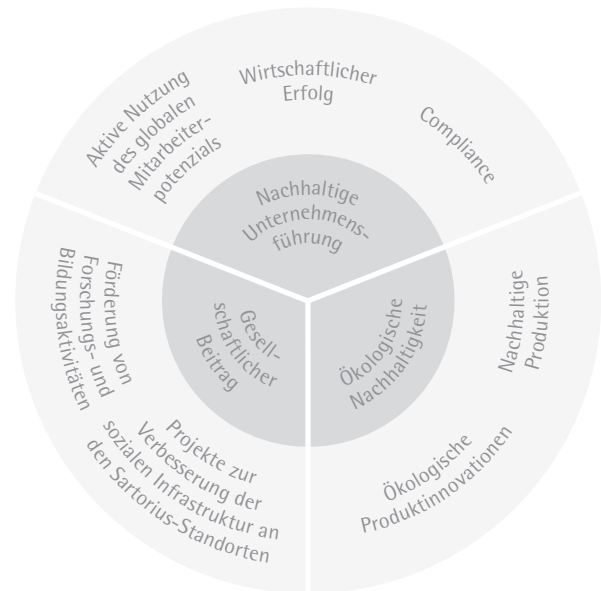 Aktive Nutzung
des globalen
Mitarbeiter-
potenzials
Wirtschaftlicher
Erfolg
Compliance
Nachhaltige
Unternehmens-
führung
Förderung von
Forschungs- und
Bildungsaktivitäten
Gesell-
schaftlicher
Beitrag
Ökologische
Nachhaltigkeit
Nachhaltige
Produktion
Projekte zur
Verbesserung der
sozialen Infrastruktur an
den Sartorius-Standorten
Ökologische
Produktinnovationen